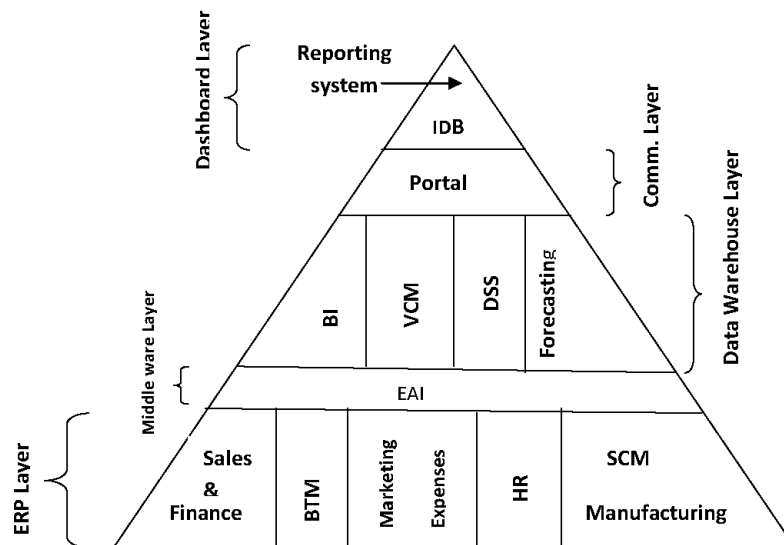 Reporting
system
IDB
Dashboard Layer
Portal
Comm. Layer
BI
VCM
DSS
Forecasting
Data Warehouse Layer
Middle ware Layer
EAI
ERP Layer
Sales
&
Finance
BTM
Marketing
Expenses
HR
SCM
Manufacturing